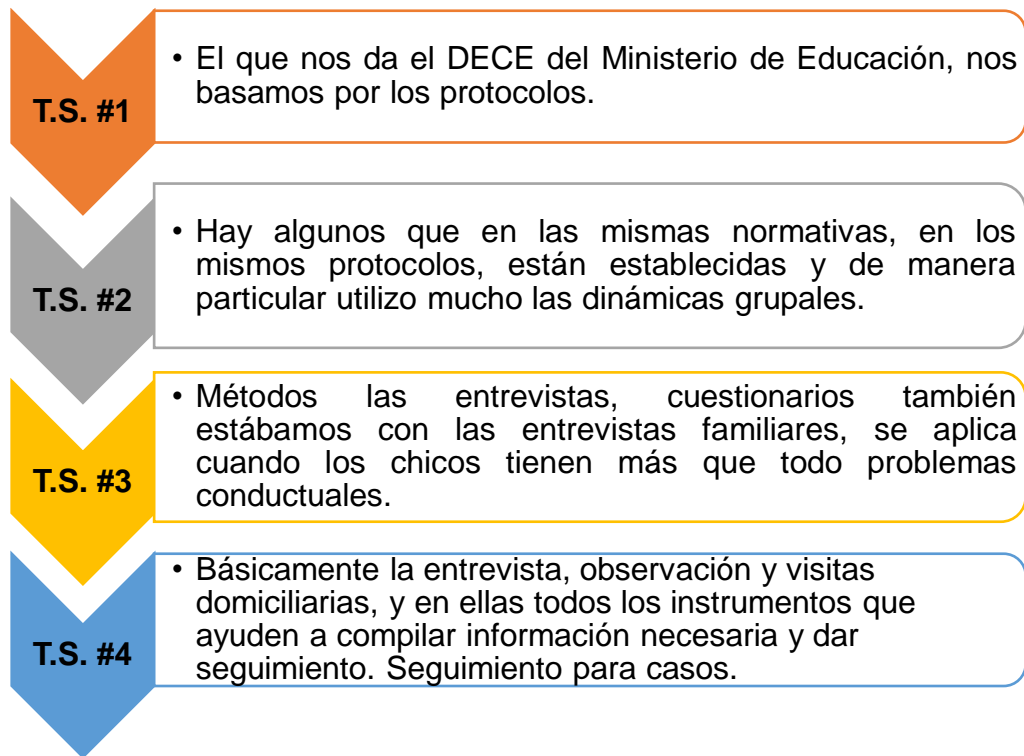 T.S. #1
• El que nos da el DECE del Ministerio de Educación, nos
basamos por los protocolos.
T.S. #2
• Hay algunos que en las mismas normativas, en los
mismos protocolos, están establecidas y de manera
particular utilizo mucho las dinámicas grupales.
T.S. #3
• Métodos las entrevistas, cuestionarios también
estábamos con las entrevistas familiares, se aplica
cuando los chicos tienen más que todo problemas
conductuales.
T.S. #4
• Básicamente la entrevista, observación y visitas
domiciliarias, y en ellas todos los instrumentos que
ayuden a compilar información necesaria y dar
seguimiento. Seguimiento para casos.